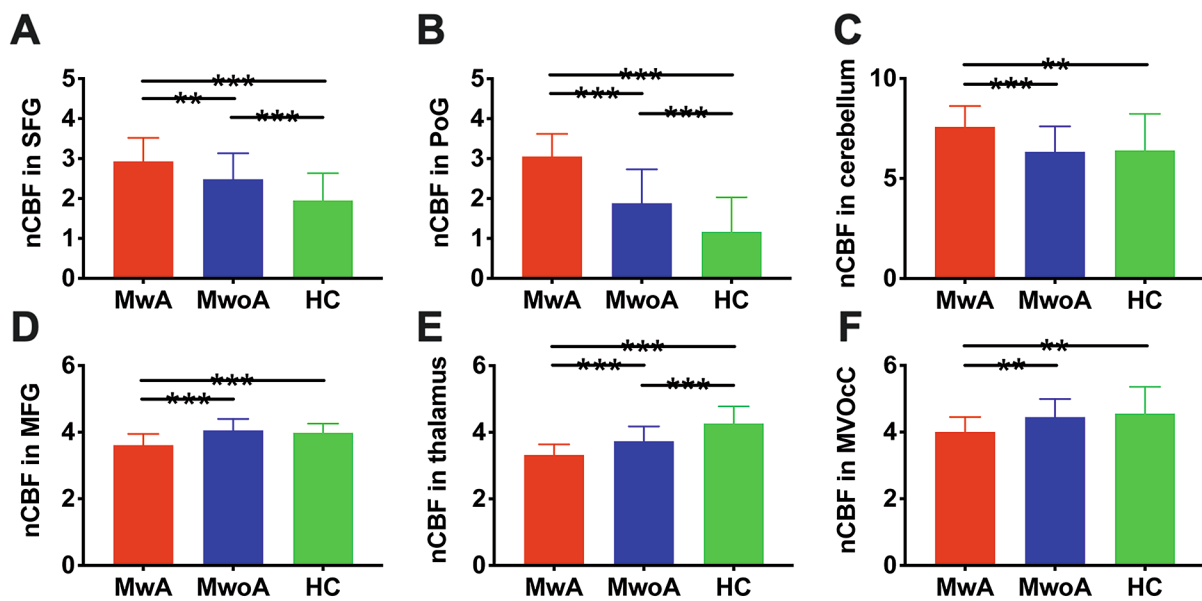 A
nCBF in SFG
5
4
3
2
1
0
***
**
***
MwA MwoA HC
B
nCBF in PoG
5
4
3
2
1
0
***
***
***
MwA MwoA HC
C
nCBF in cerebellum
10
5
0
**
***
MwA MwoA HC
D
nCBF in MFG
6
4
2
0
***
***
MwA MwoA HC
E
nCBF in thalamus
6
4
2
0
***
***
***
MwA MwoA HC
F
nCBF in MVOcC
6
4
2
0
**
**
MwA MwoA HC